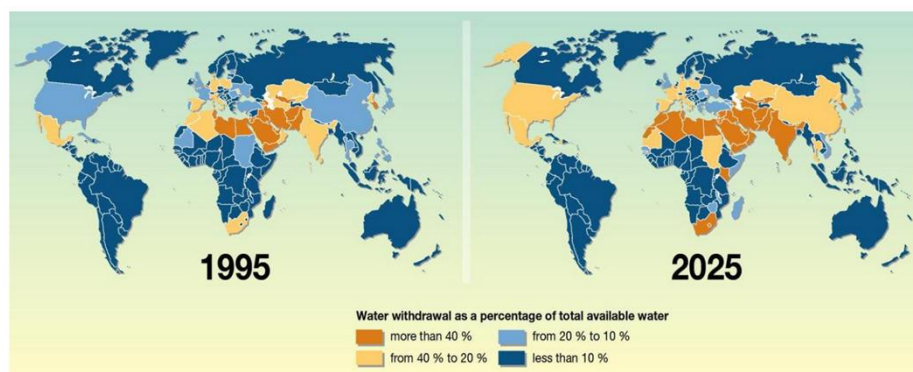 1995
2025
Water withdrawal as a percentage of total available water
more than 40 %
from 20 % to 10 %
from 40 % to 20 %
less than 10 %